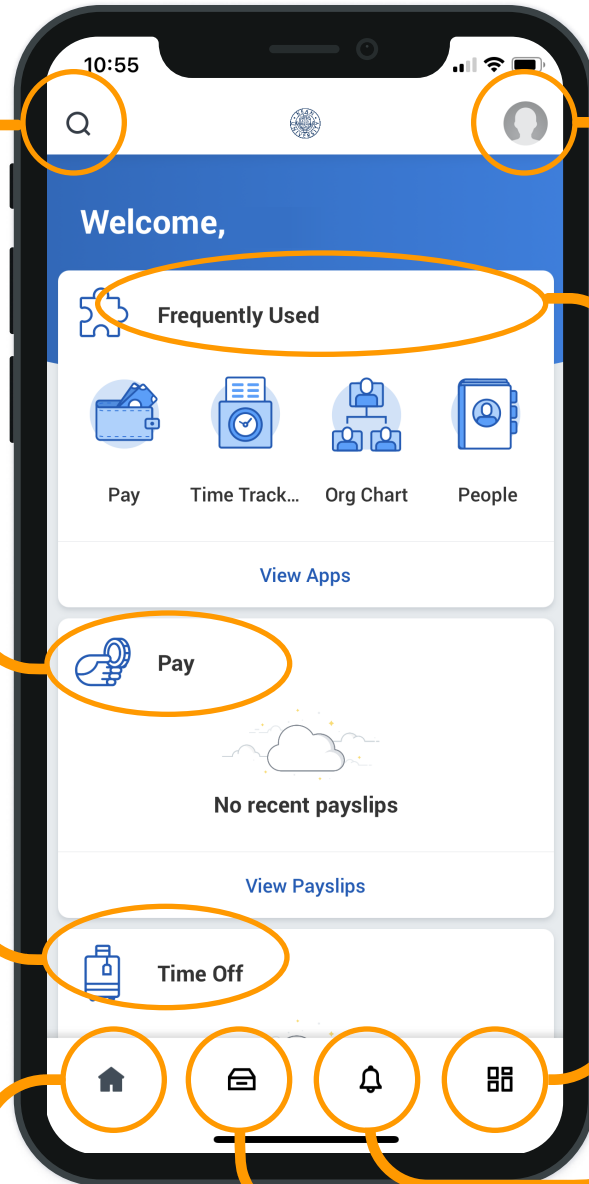 10:55
Welcome,
Frequently Used
Pay Time Track... Org Chart People
View Apps
Pay
No recent payslips
View Payslips
Time Off